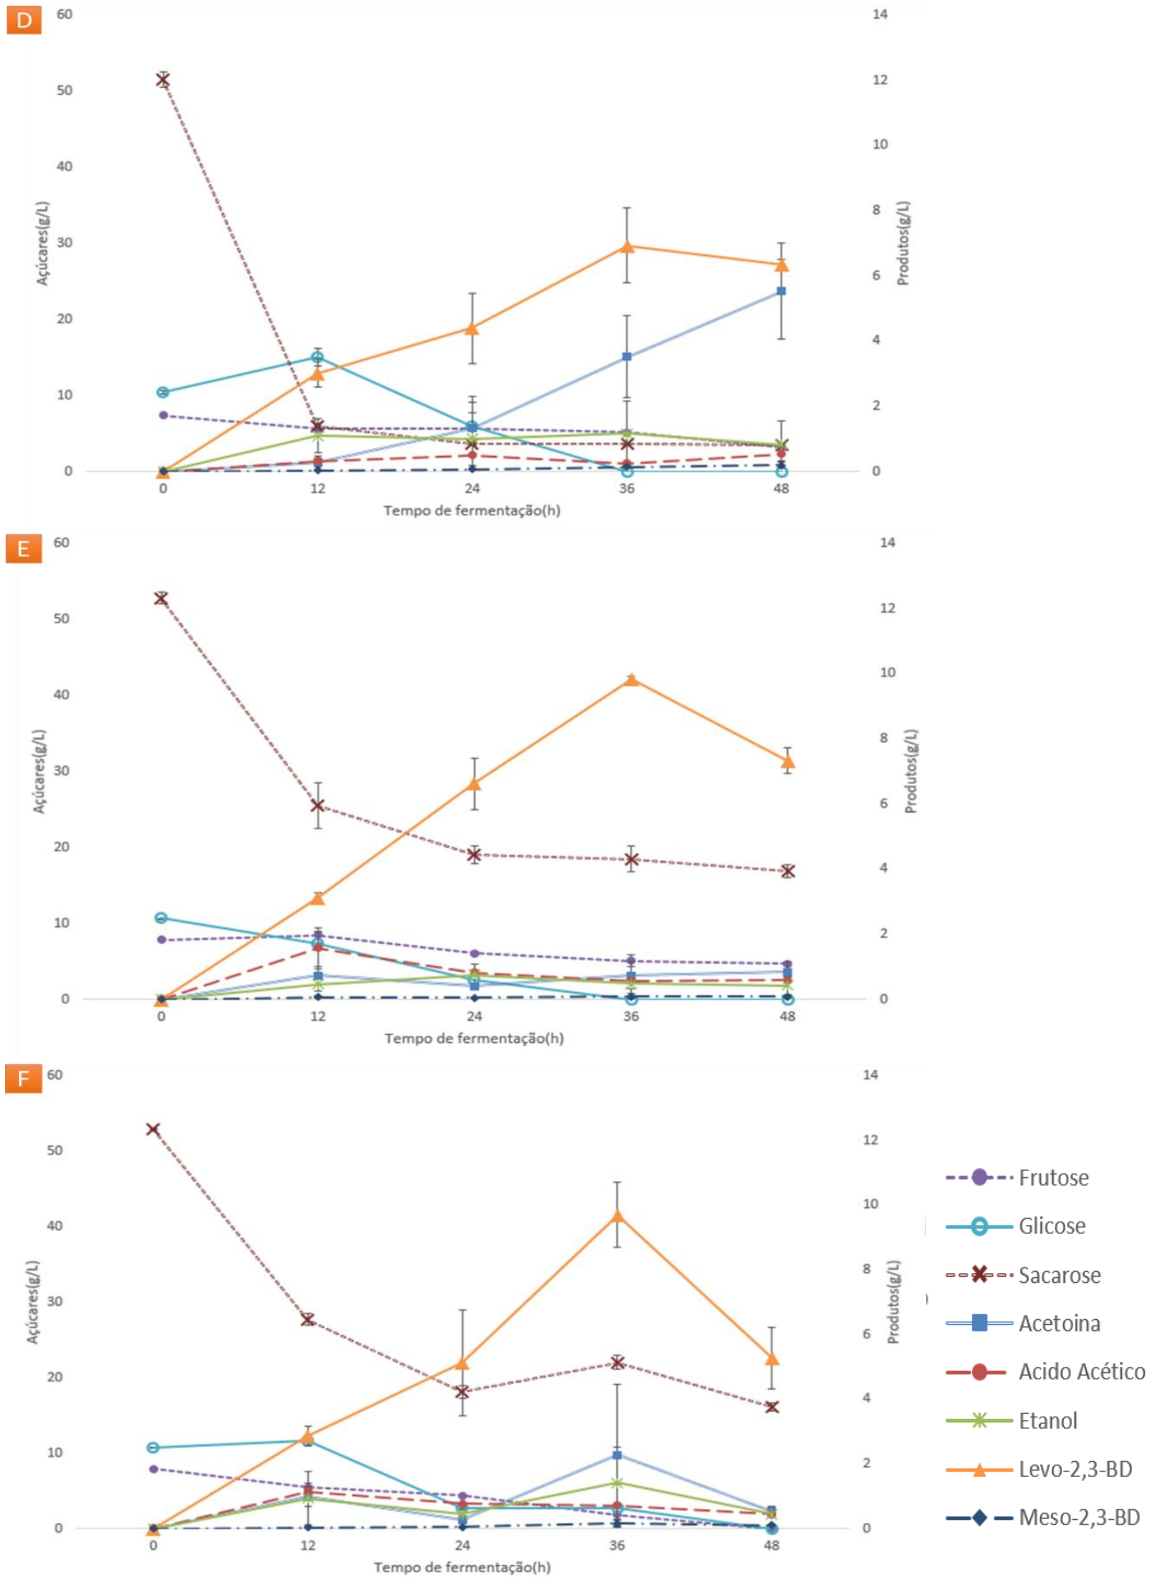 D
60
50
40
30
20
10
0
14
12
10
8
6
4
2
0
Açúcares(g/L)
Produtos(g/L)
0 12 24 36 48
Tempo de fermentação(h)
E
60
50
40
30
20
10
0
14
12
10
8
6
4
2
0
Açúcares(g/L)
Produtos(g/L)
0 12 24 36 48
Tempo de fermentação(h)
F
60
50
40
30
20
10
0
14
12
10
8
6
4
2
0
Açúcares(g/L)
Produtos(g/L)
0 12 24 36 48
Tempo de fermentação(h)
Frutose
Glicose
Sacarose
Acetoina
Acido Acético
Etanol
Levo-2,3-BD
Meso-2,3-BD